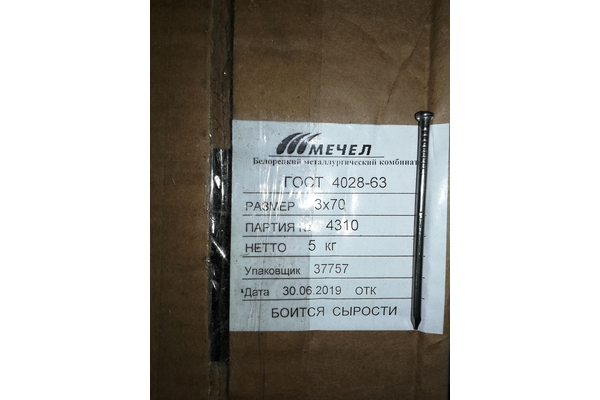 МЕЧЕЛ
Белорецкий металлургический комбинат
ГОСТ 4028-63
РАЗМЕР 3х70
ПАРТИЯ 4310
НЕТТО 5 кг
Упаковщик 37757
Дата 30.06.2019 ОТК
БОИТСЯ СЫРОСТИ